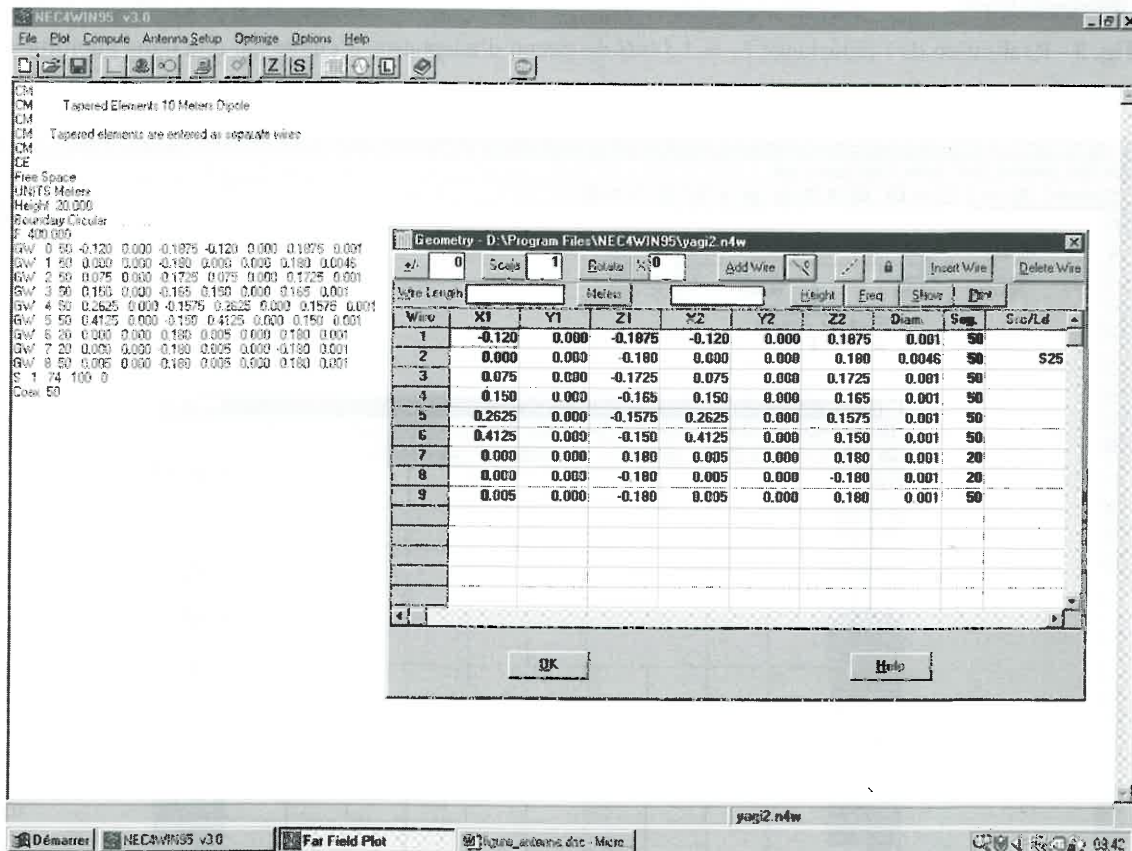 NEC4WIN95 v3.0
File Plot Compute Antenna Setup Optimize Options Help
Z S L
CM
CM Tapered Elements 10 Meters Dipole
CM
CM Tapered elements are entered as separate wires
CM
CE
Free Space
UNITS Meters
Height 20.000
Boundary Circular
F 400.000
GW 0 50 -0.120 0.000 -0.1875 -0.120 0.000 0.1875 0.001
GW 1 50 0.000 0.000 -0.180 0.000 0.000 0.180 0.0046
GW 2 50 0.075 0.000 -0.1725 0.075 0.000 0.1725 0.001
GW 3 50 0.150 0.000 -0.165 0.150 0.000 0.165 0.001
GW 4 50 0.2625 0.000 -0.1575 0.2625 0.000 0.1575 0.001
GW 5 50 0.4125 0.000 -0.150 0.4125 0.000 0.150 0.001
GW 6 20 0.000 0.000 0.180 0.005 0.000 0.180 0.001
GW 7 20 0.000 0.000 -0.180 0.005 0.000 -0.180 0.001
GW 8 50 0.005 0.000 -0.180 0.005 0.000 0.180 0.001
S 1 74 100 0
Coax 50
Geometry - D:\Program Files\NEC4WIN95\yagi2.n4w
+/- 0 Scale 1 Rotate X 0 Add Wire Insert Wire Delete Wire
Wire Length Meters Height Freq Show Print
Wire X1 Y1 Z1 X2 Y2 Z2 Diam. Seg. Src/Ld
1 -0.120 0.000 -0.1875 -0.120 0.000 0.1875 0.001 50
2 0.000 0.000 -0.180 0.000 0.000 0.180 0.0046 50 S25
3 0.075 0.000 -0.1725 0.075 0.000 0.1725 0.001 50
4 0.150 0.000 -0.165 0.150 0.000 0.165 0.001 50
5 0.2625 0.000 -0.1575 0.2625 0.000 0.1575 0.001 50
6 0.4125 0.000 -0.150 0.4125 0.000 0.150 0.001 50
7 0.000 0.000 0.180 0.005 0.000 0.180 0.001 20
8 0.000 0.000 -0.180 0.005 0.000 -0.180 0.001 20
9 0.005 0.000 -0.180 0.005 0.000 0.180 0.001 50
OK Help
yagi2.n4w
Démarrer NEC4WIN95 v3.0 Far Field Plot figure_antenne.doc - Micro... 09:42